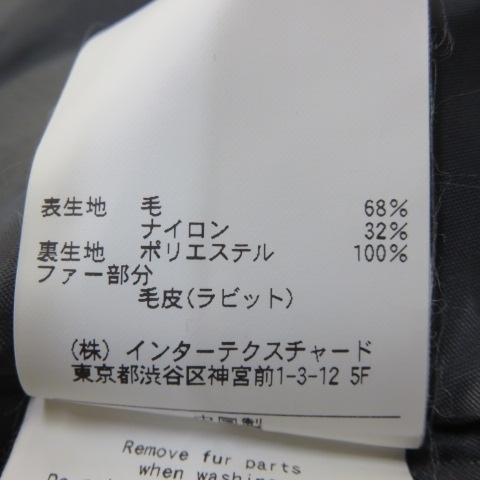 表生地 毛 68%
ナイロン 32%
裏生地 ポリエステル 100%
ファー部分
毛皮(ラビット)
(株)インターテクスチャード
東京都渋谷区神宮前1-3-12 5F
Remove fur parts